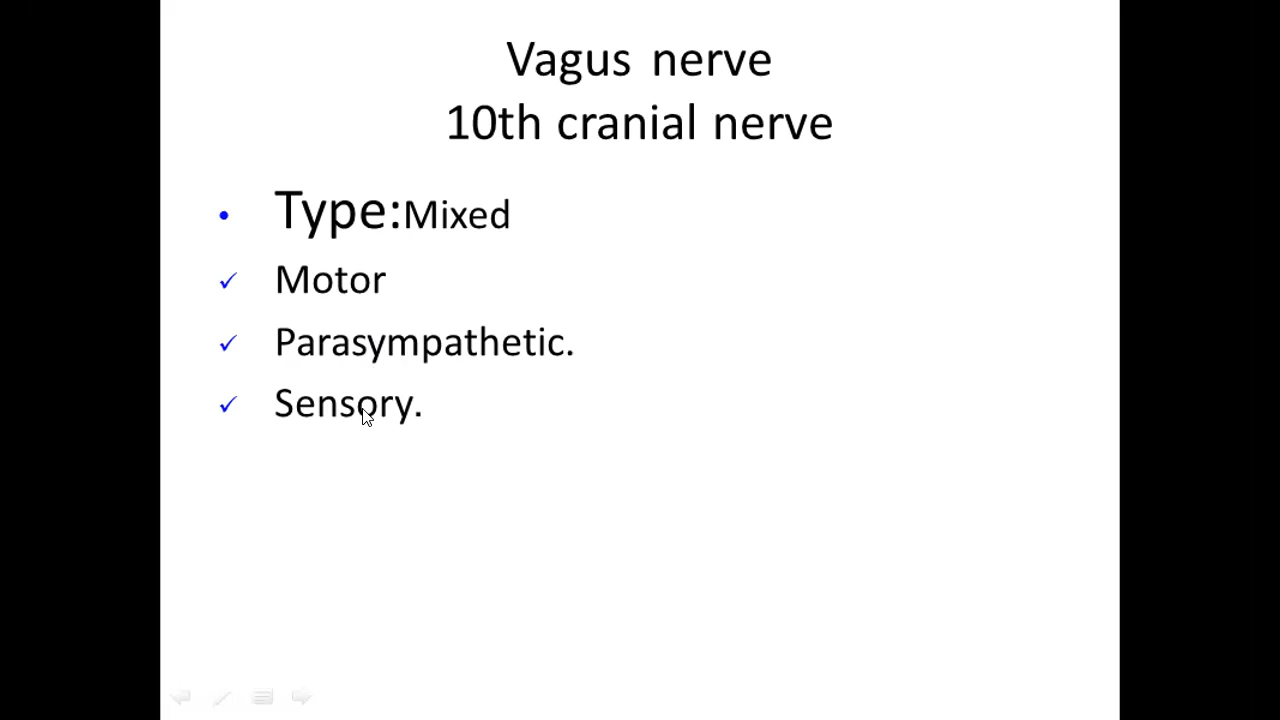 Vagus nerve
10th cranial nerve
• Type:Mixed
✓ Motor
✓ Parasympathetic.
✓ Sensory.